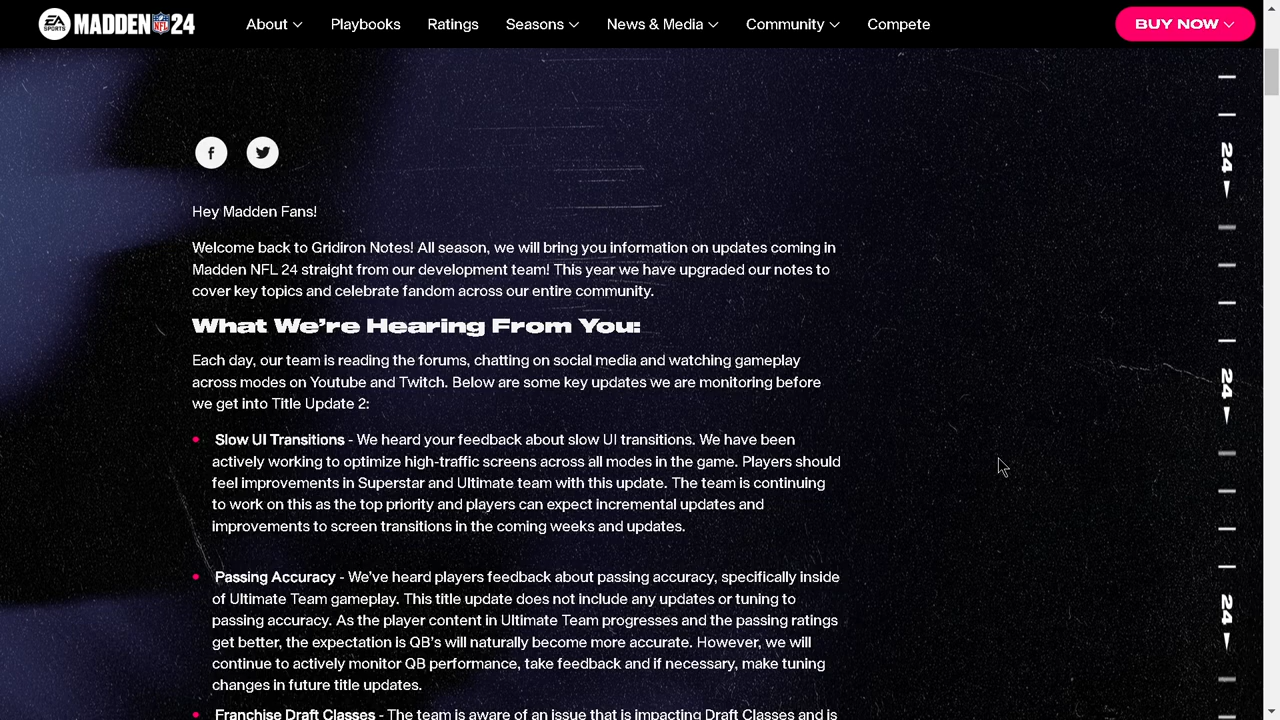 EA SPORTS MADDEN NFL 24
About
Playbooks
Ratings
Seasons
News & Media
Community
Compete
BUY NOW
Hey Madden Fans!
Welcome back to Gridiron Notes! All season, we will bring you information on updates coming in
Madden NFL 24 straight from our development team! This year we have upgraded our notes to
cover key topics and celebrate fandom across our entire community.
What We're Hearing From You:
Each day, our team is reading the forums, chatting on social media and watching gameplay
across modes on Youtube and Twitch. Below are some key updates we are monitoring before
we get into Title Update 2:
Slow UI Transitions - We heard your feedback about slow UI transitions. We have been
actively working to optimize high-traffic screens across all modes in the game. Players should
feel improvements in Superstar and Ultimate team with this update. The team is continuing
to work on this as the top priority and players can expect incremental updates and
improvements to screen transitions in the coming weeks and updates.
Passing Accuracy - We've heard players feedback about passing accuracy, specifically inside
of Ultimate Team gameplay. This title update does not include any updates or tuning to
passing accuracy. As the player content in Ultimate Team progresses and the passing ratings
get better, the expectation is QB's will naturally become more accurate. However, we will
continue to actively monitor QB performance, take feedback and if necessary, make tuning
changes in future title updates.
Franchise Draft Classes - The team is aware of an issue that is impacting Draft Classes and is
24
24
24